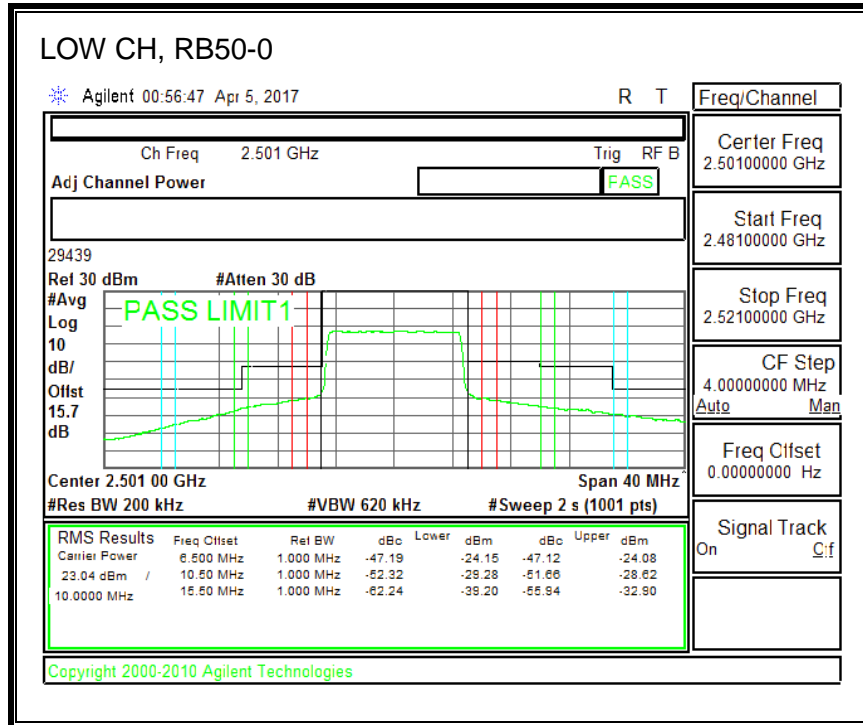 LOW CH, RB50-0
Agilent 00:56:47 Apr 5, 2017 R T
Freq/Channel
Ch Freq 2.501 GHz Trig RF B
Adj Channel Power PASS
Center Freq
2.50100000 GHz
Start Freq
2.48100000 GHz
29439
Ref 30 dBm #Atten 30 dB
#Avg
Log
10
dB/
Offst
15.7
dB
PASS LIMIT1
Stop Freq
2.52100000 GHz
CF Step
4.00000000 MHz
Auto Man
Freq Offset
0.00000000 Hz
Center 2.501 00 GHz Span 40 MHz
#Res BW 200 kHz #VBW 620 kHz #Sweep 2 s (1001 pts)
Signal Track
On Off
RMS Results Freq Offset Ref BW dBc Lower dBm dBc Upper dBm
Carrier Power 6.500 MHz 1.000 MHz -47.19 -24.15 -47.12 -24.08
23.04 dBm / 10.50 MHz 1.000 MHz -52.32 -29.28 -51.66 -28.62
10.0000 MHz 15.50 MHz 1.000 MHz -62.24 -39.20 -55.94 -32.90
Copyright 2000-2010 Agilent Technologies